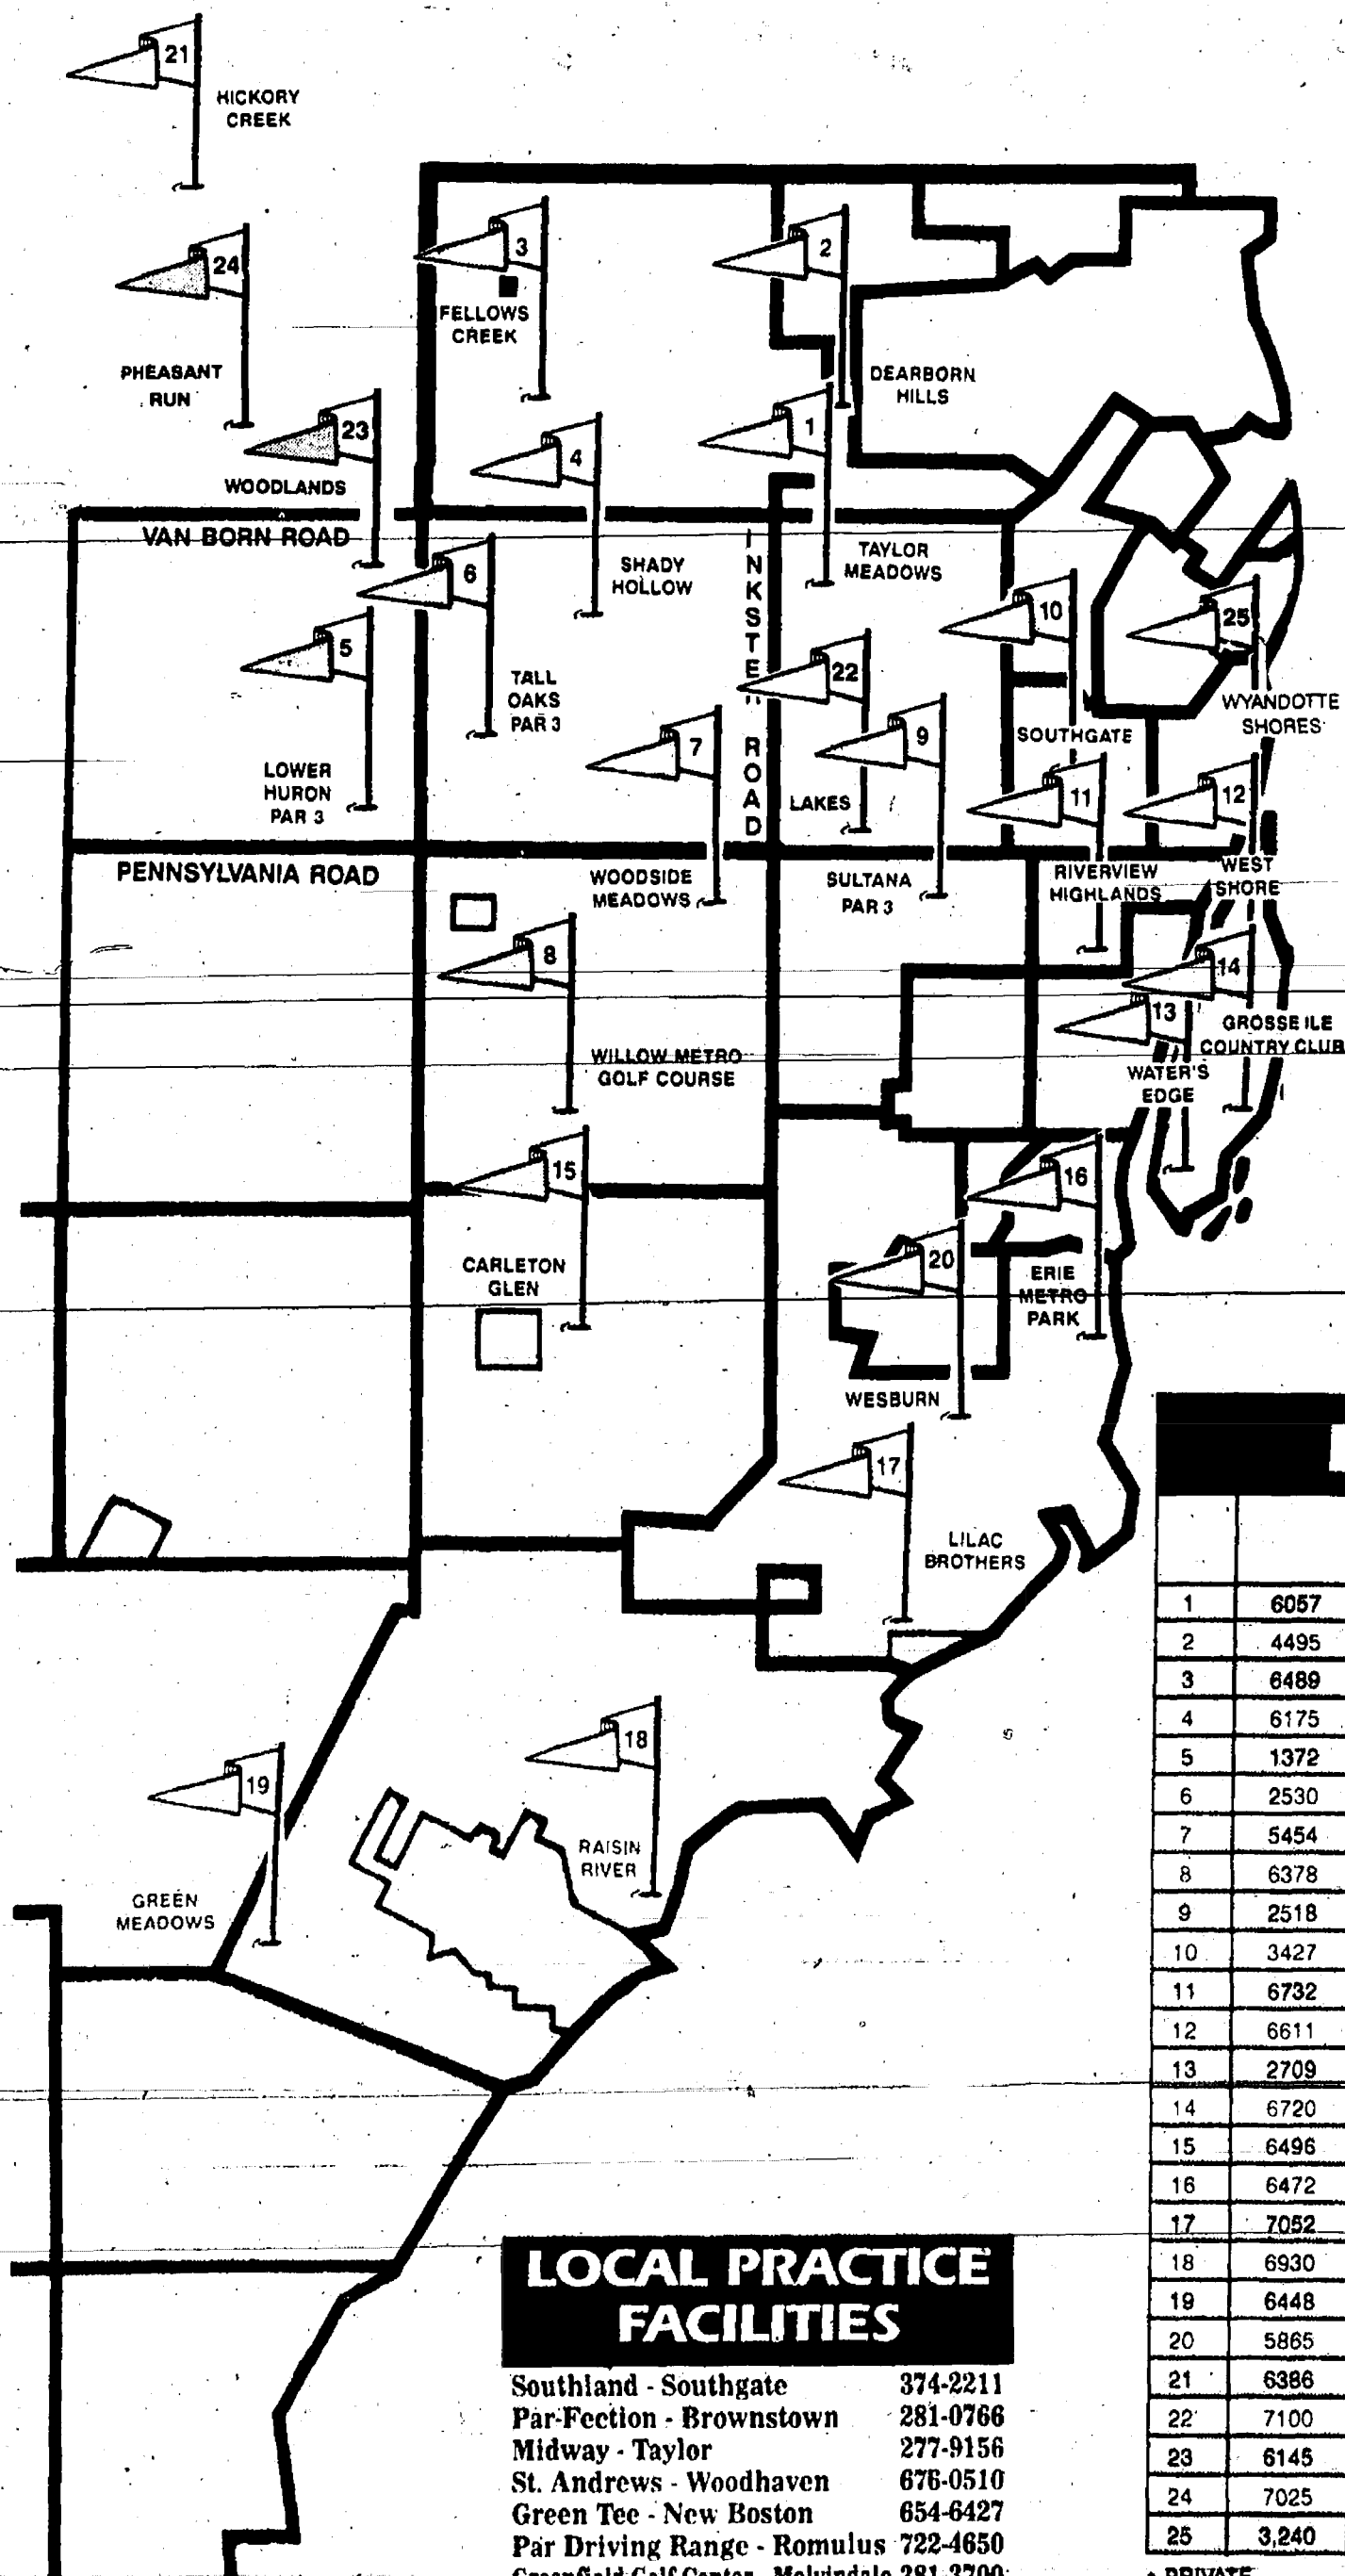 21
HICKORY
CREEK
24
PHEASANT
RUN
3
FELLOWS
CREEK
2
DEARBORN
HILLS
23
WOODLANDS
4
SHADY
HOLLOW
1
TAYLOR
MEADOWS
VAN BORN ROAD
6
TALL
OAKS
PAR 3
5
LOWER
HURON
PAR 3
INKSTER ROAD
10
SOUTHGATE
25
WYANDOTTE
SHORES
22
LAKES
9
SULTANA
PAR 3
7
WOODSIDE
MEADOWS
11
RIVERVIEW
HIGHLANDS
12
WEST
SHORE
PENNSYLVANIA ROAD
8
WILLOW METRO
GOLF COURSE
14
GROSSE ILE
COUNTRY CLUB
13
WATER'S
EDGE
15
CARLETON
GLEN
16
ERIE
METRO
PARK
20
WESBURN
17
LILAC
BROTHERS
18
RAISIN
RIVER
19
GREEN
MEADOWS
1 6057
2 4495
3 6489
4 6175
5 1372
6 2530
7 5454
8 6378
9 2518
10 3427
11 6732
12 6611
13 2709
14 6720
15 6496
16 6472
17 7052
18 6930
19 6448
20 5865
21 6386
22 7100
23 6145
24 7025
25 3,240
PRIVATE
LOCAL PRACTICE
FACILITIES
Southland - Southgate 374-2211
Par-Fection - Brownstown 281-0766
Midway - Taylor 277-9156
St. Andrews - Woodhaven 676-0510
Green Tee - New Boston 654-6427
Par Driving Range - Romulus 722-4650
Greenfield Golf Center - Melvindale 281-2700